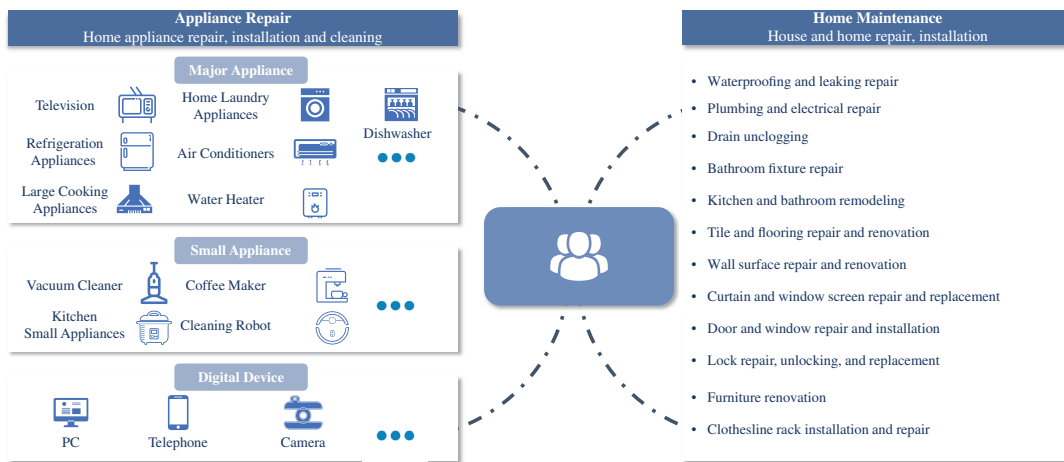 Appliance Repair
Home appliance repair, installation and cleaning
Major Appliance
Television
Home Laundry
Appliances
Dishwasher
Refrigeration
Appliances
Air Conditioners
Large Cooking
Appliances
Water Heater
Small Appliance
Vacuum Cleaner
Coffee Maker
Kitchen
Small Appliances
Cleaning Robot
Digital Device
PC
Telephone
Camera
Home Maintenance
House and home repair, installation
• Waterproofing and leaking repair
• Plumbing and electrical repair
• Drain unclogging
• Bathroom fixture repair
• Kitchen and bathroom remodeling
• Tile and flooring repair and renovation
• Wall surface repair and renovation
• Curtain and window screen repair and replacement
• Door and window repair and installation
• Lock repair, unlocking, and replacement
• Furniture renovation
• Clothesline rack installation and repair